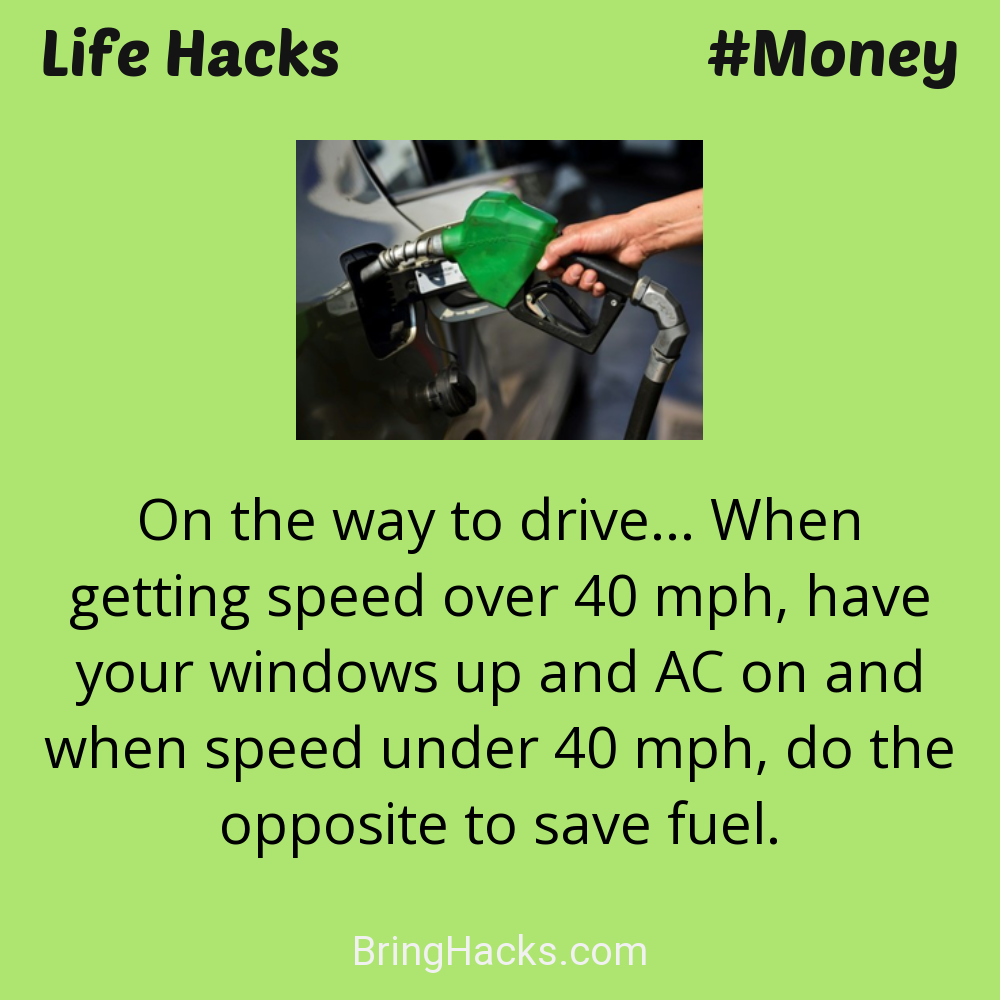 Life Hacks
#Money
On the way to drive... When
getting speed over 40 mph, have
your windows up and AC on and
when speed under 40 mph, do the
opposite to save fuel.
BringHacks.com